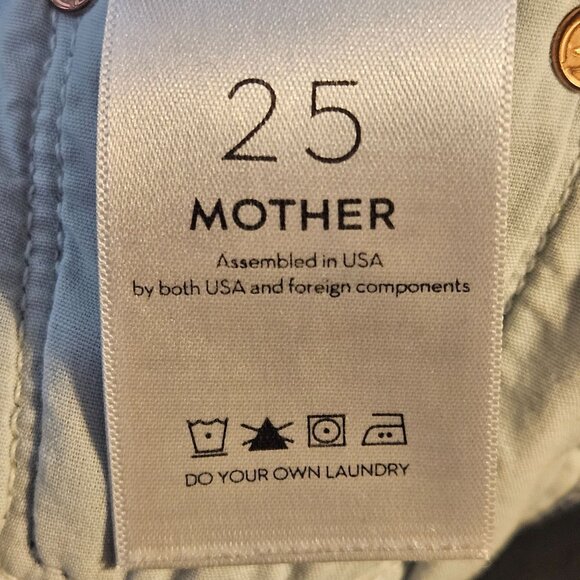 25
MOTHER
Assembled in USA
by both USA and foreign components
DO YOUR OWN LAUNDRY